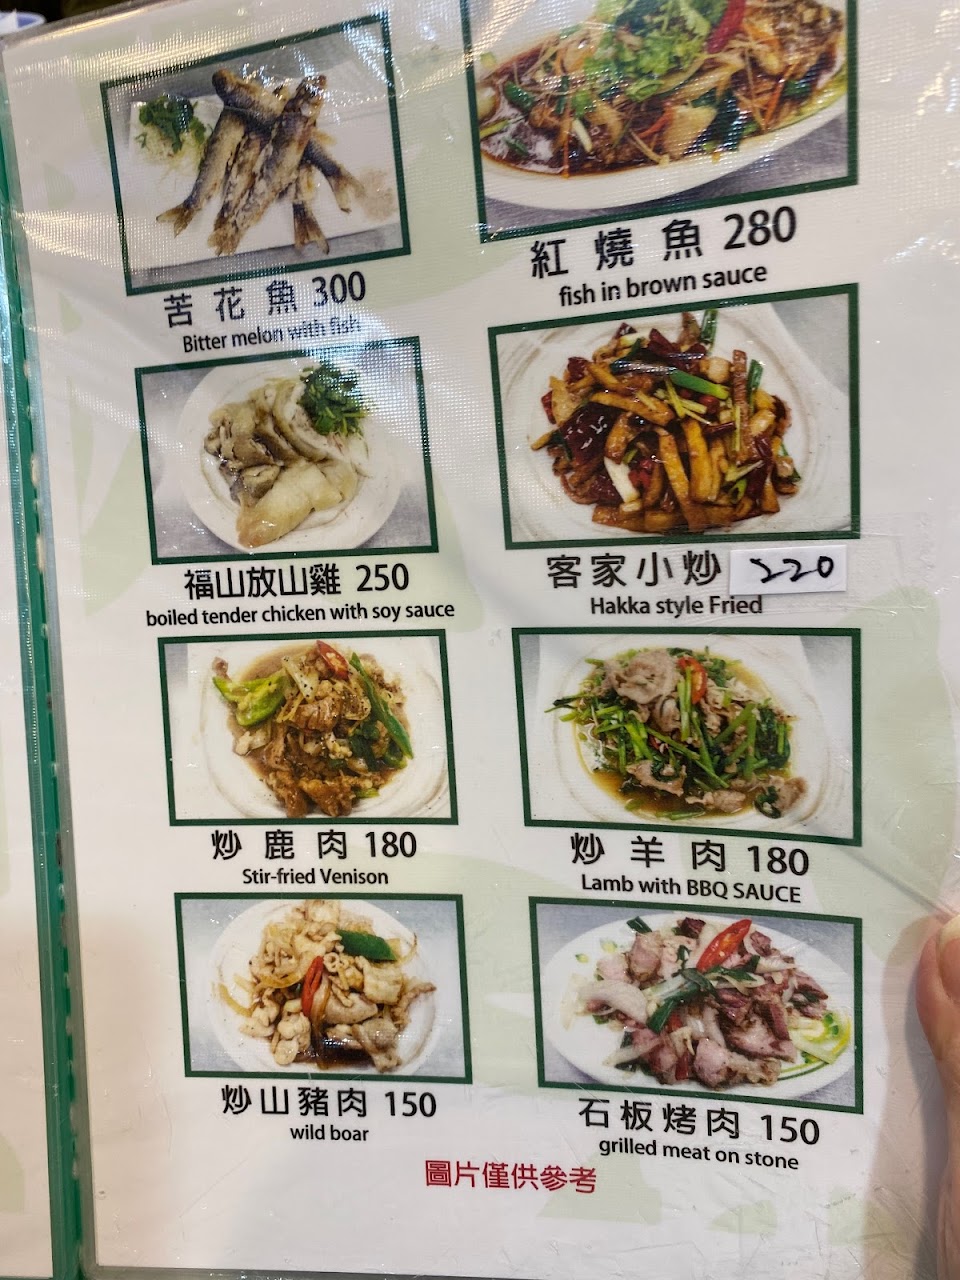 苦花魚 300
Bitter melon with fish
紅燒魚 280
fish in brown sauce
福山放山雞 250
boiled tender chicken with soy sauce
客家小炒 220
Hakka style Fried
炒鹿肉 180
Stir-fried Venison
炒羊肉 180
Lamb with BBQ SAUCE
炒山豬肉 150
wild boar
石板烤肉 150
grilled meat on stone
圖片僅供參考